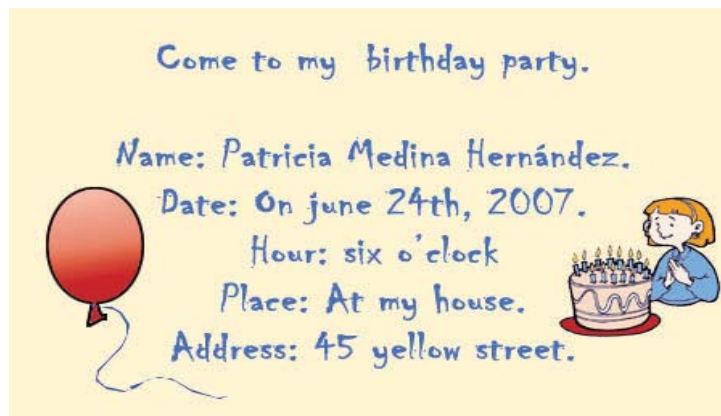 Come to my birthday party.
Name: Patricia Medina Hernández.
Date: On june 24th, 2007.
Hour: six o'clock
Place: At my house.
Address: 45 yellow street.